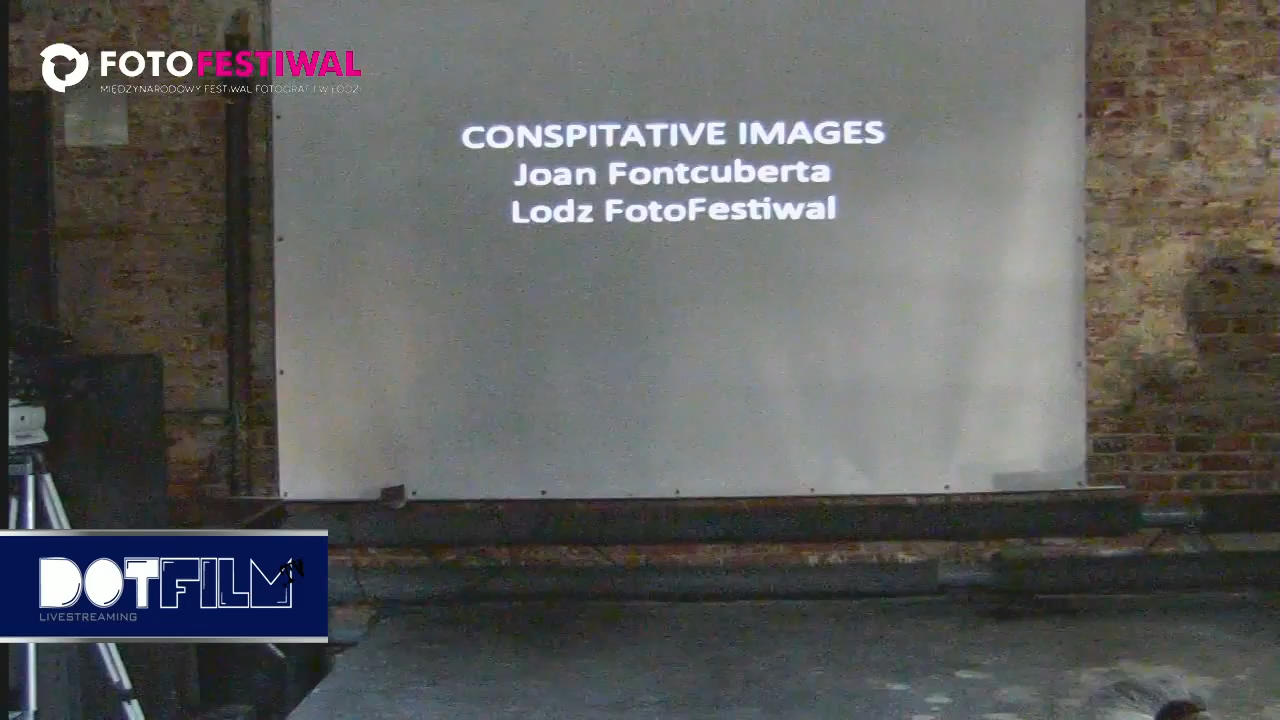 FOTOFESTIWAL
MIĘDZYNARODOWY FESTIWAL FOTOGRAFII W ŁODZI
CONSPITATIVE IMAGES
Joan Fontcuberta
Lodz FotoFestiwal
DOTFILM
LIVESTREAMING